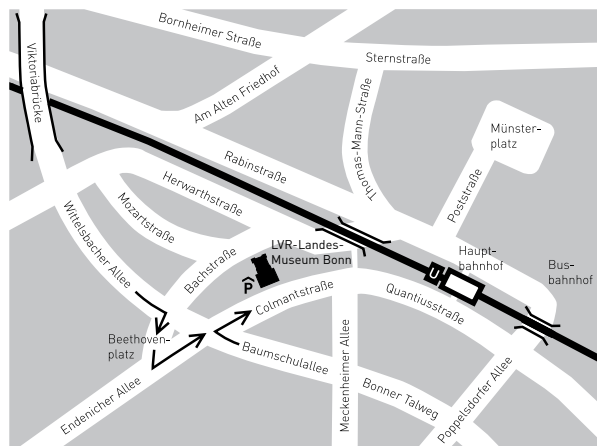 Bornheimer Straße
Sternstraße
Viktoriabrücke
Am Alten Friedhof
Thomas-Mann-Straße
Münster-
platz
Rabinstraße
Herwarthstraße
Poststraße
Mozartstraße
Wittelsbacher Allee
Bachstraße
LVR-Landes-
Museum Bonn
P
Haupt-
bahnhof
U
Bus-
bahnhof
Colmantstraße
Quantiusstraße
Beethoven-
platz
Baumschulallee
Meckenheimer Allee
Endenicher Allee
Bonner Talweg
Poppelsdorfer Allee